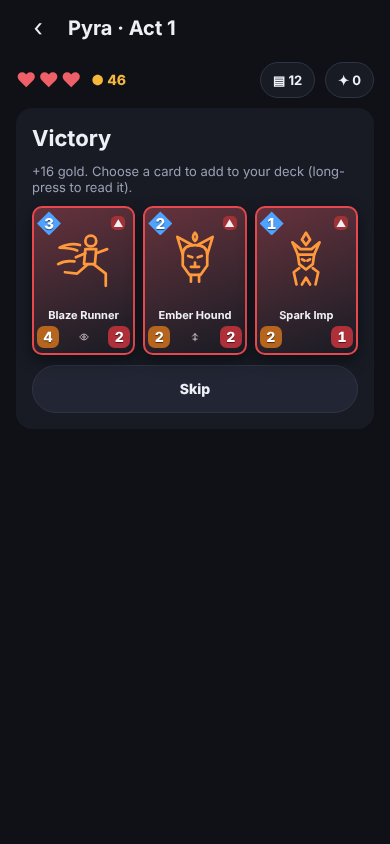 Pyra · Act 1
46
12
0
Victory
+16 gold. Choose a card to add to your deck (long-
press to read it).
3
2
1
Blaze Runner
Ember Hound
Spark Imp
4 2
2 2
2 1
Skip